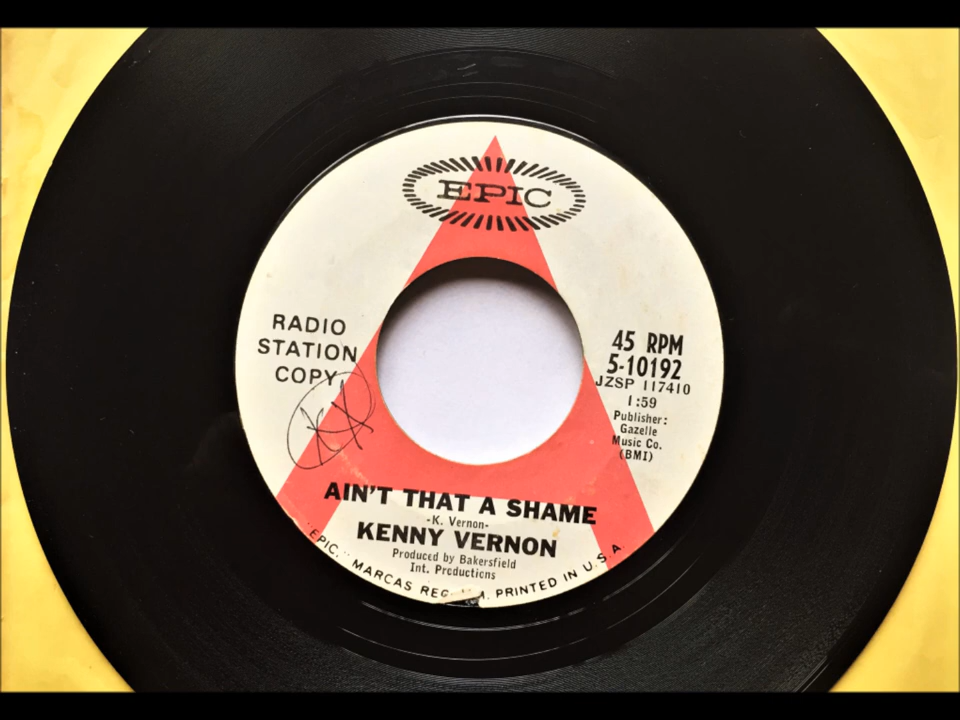 EPIC
RADIO
STATION
COPY
45 RPM
5-10192
JZSP 117410
1:59
Publisher:
Gazelle
Music Co.
(BMI)
AIN'T THAT A SHAME
-K. Vernon-
KENNY VERNON
Produced by Bakersfield
Int. Productions
"EPIC," MARCAS PRINTED IN U.S.A.